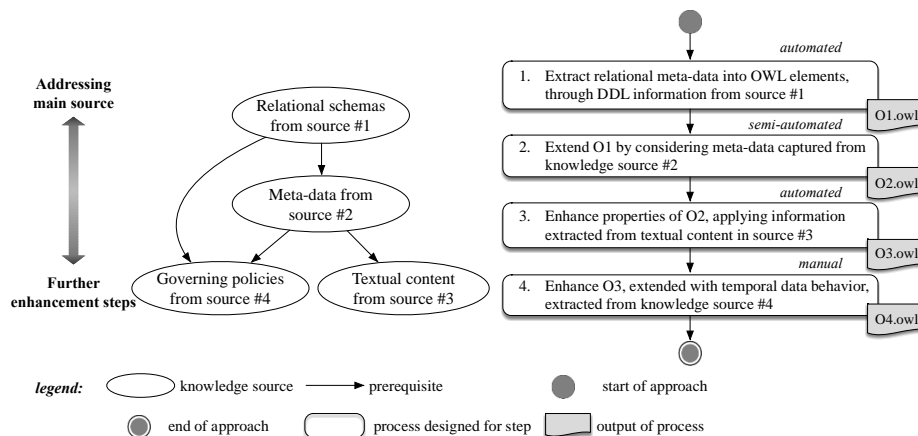 Addressing
main source
Further
enhancement steps
Relational schemas
from source #1
Meta-data from
source #2
Governing policies
from source #4
Textual content
from source #3
automated
1. Extract relational meta-data into OWL elements,
through DDL information from source #1
O1.owl
semi-automated
2. Extend O1 by considering meta-data captured from
knowledge source #2
O2.owl
automated
3. Enhance properties of O2, applying information
extracted from textual content in source #3
O3.owl
manual
4. Enhance O3, extended with temporal data behavior,
extracted from knowledge source #4
O4.owl
legend:
knowledge source
prerequisite
start of approach
end of approach
process designed for step
output of process